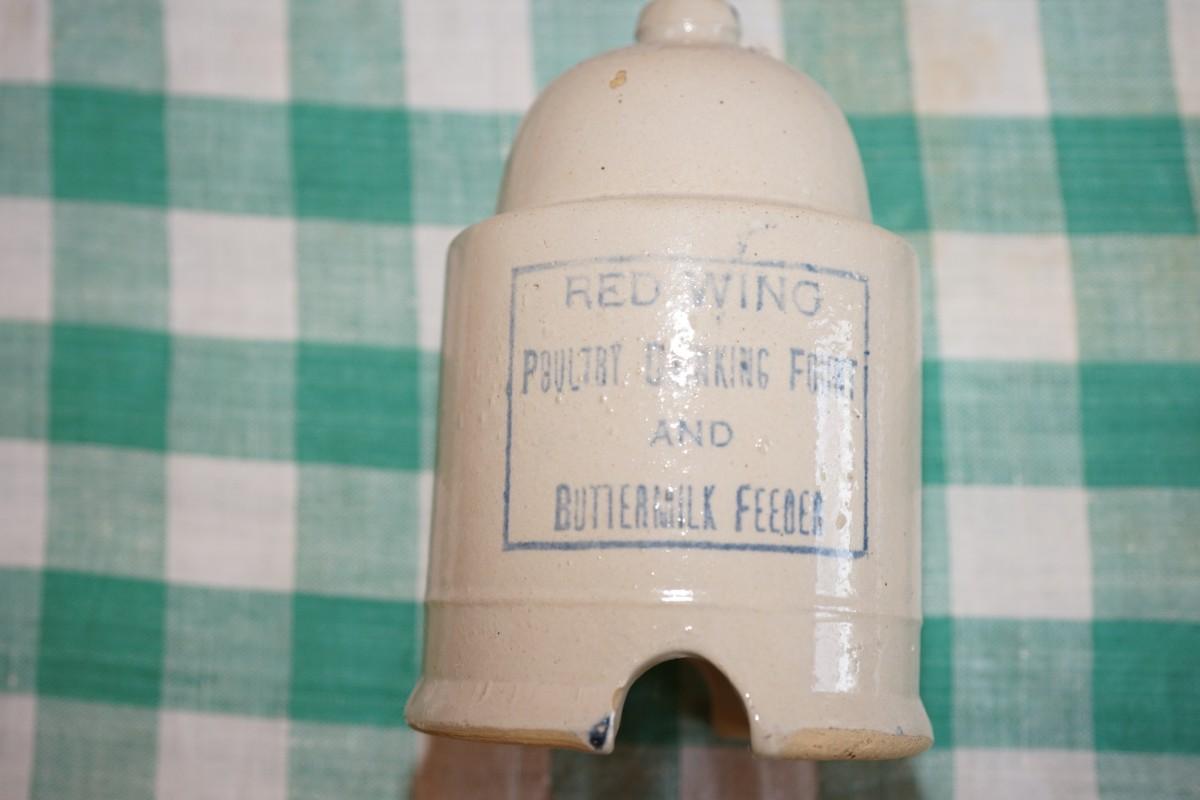 RED WING
POULTRY DRINKING FOUNT
AND
BUTTERMILK FEEDER